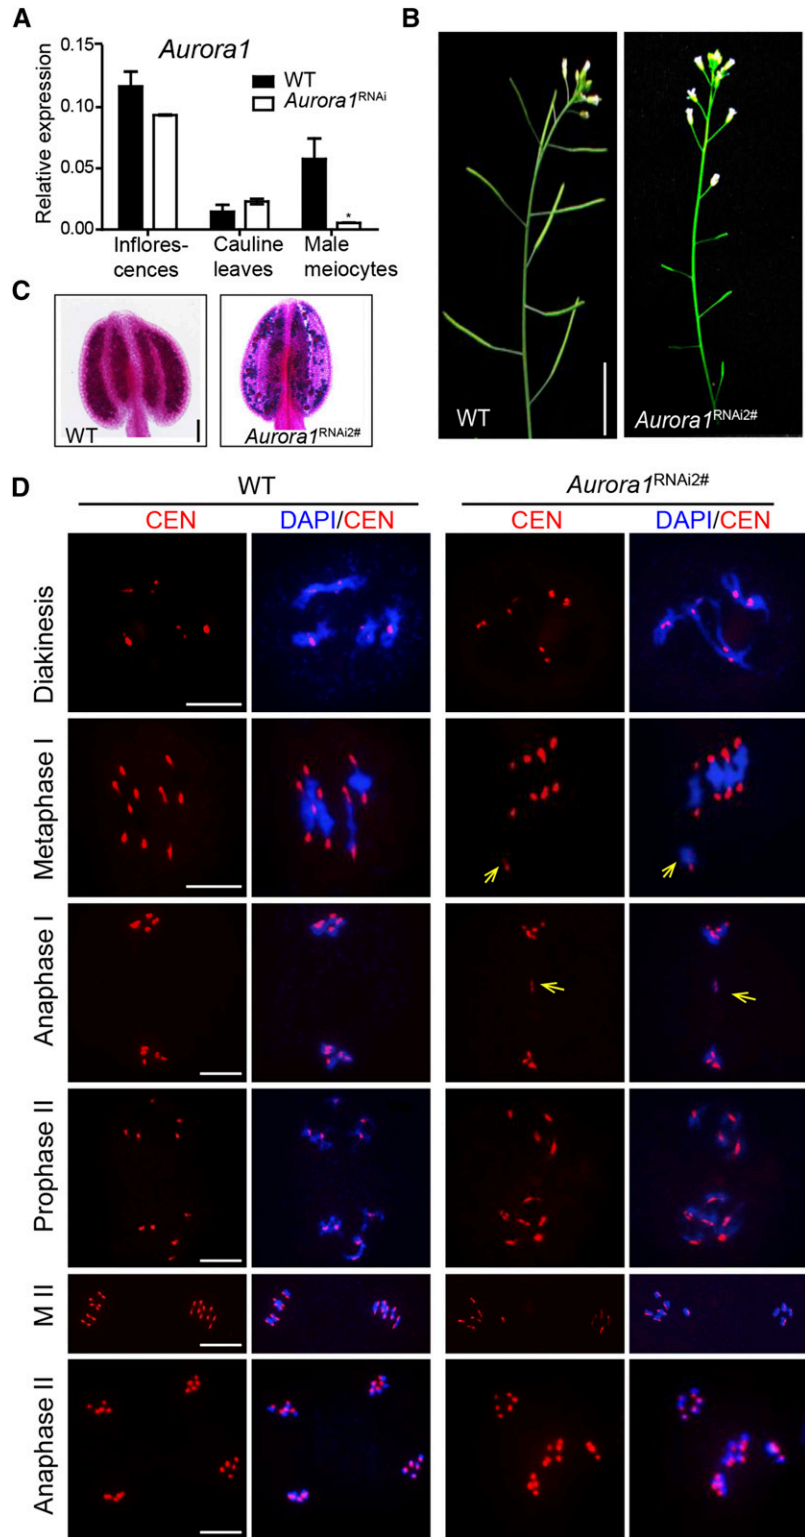 A
Aurora1
WT
Aurora1RNAi
Relative expression
0.15
0.10
0.05
0.00
*
Inflores-
cences
Cauline
leaves
Male
meiocytes
B
WT
Aurora1RNAi2#
C
WT
Aurora1RNAi2#
D
WT
Aurora1RNAi2#
CEN
DAPI/CEN
CEN
DAPI/CEN
Diakinesis
Metaphase I
Anaphase I
Prophase II
M II
Anaphase II